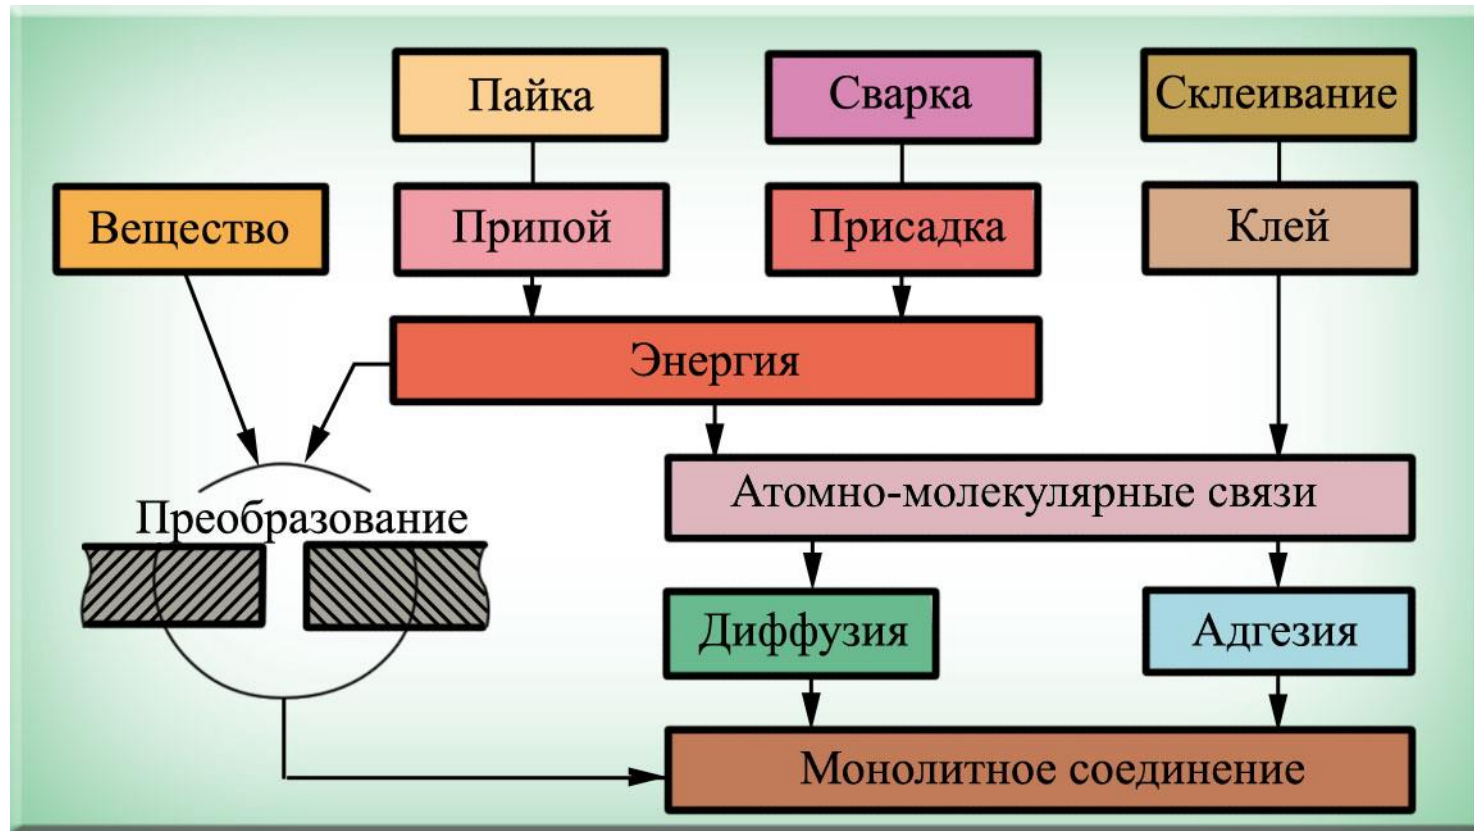 Пайка
Сварка
Склеивание
Вещество
Припой
Присадка
Клей
Энергия
Атомно-молекулярные связи
Преобразование
Диффузия
Адгезия
Монолитное соединение